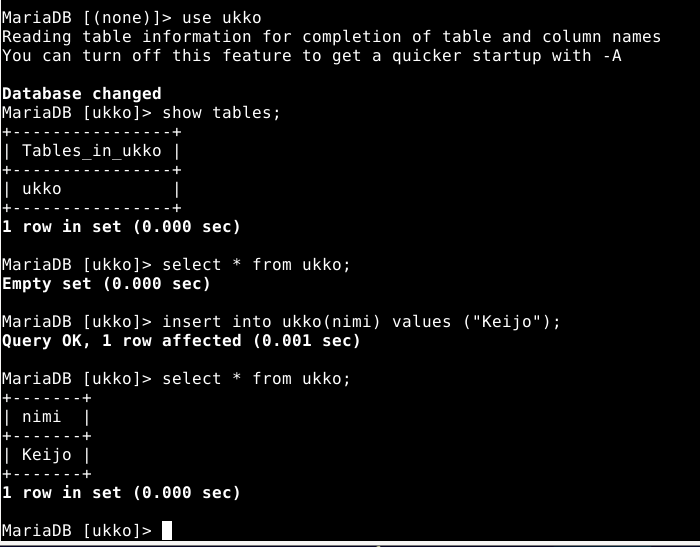 MariaDB [(none)]> use ukko
Reading table information for completion of table and column names
You can turn off this feature to get a quicker startup with -A
Database changed
MariaDB [ukko]> show tables;
+----------------+
| Tables_in_ukko |
+----------------+
| ukko           |
+----------------+
1 row in set (0.000 sec)
MariaDB [ukko]> select * from ukko;
Empty set (0.000 sec)
MariaDB [ukko]> insert into ukko(nimi) values ("Keijo");
Query OK, 1 row affected (0.001 sec)
MariaDB [ukko]> select * from ukko;
+-------+
| nimi  |
+-------+
| Keijo |
+-------+
1 row in set (0.000 sec)
MariaDB [ukko]>